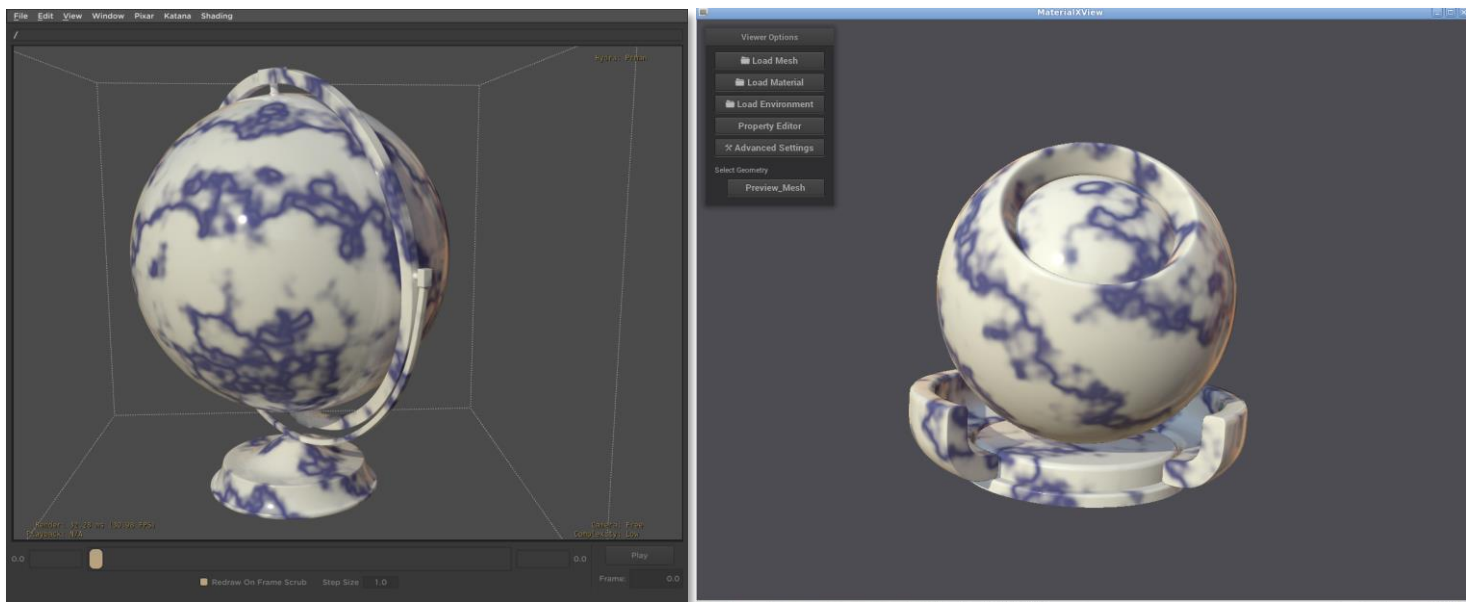 File Edit View Window Pixar Katana Shading
/
0.0
0.0
Play
Redraw On Frame Scrub Step Size 1.0
Frame: 0.0
MaterialXView
Viewer Options
Load Mesh
Load Material
Load Environment
Property Editor
Advanced Settings
Select Geometry
Preview_Mesh